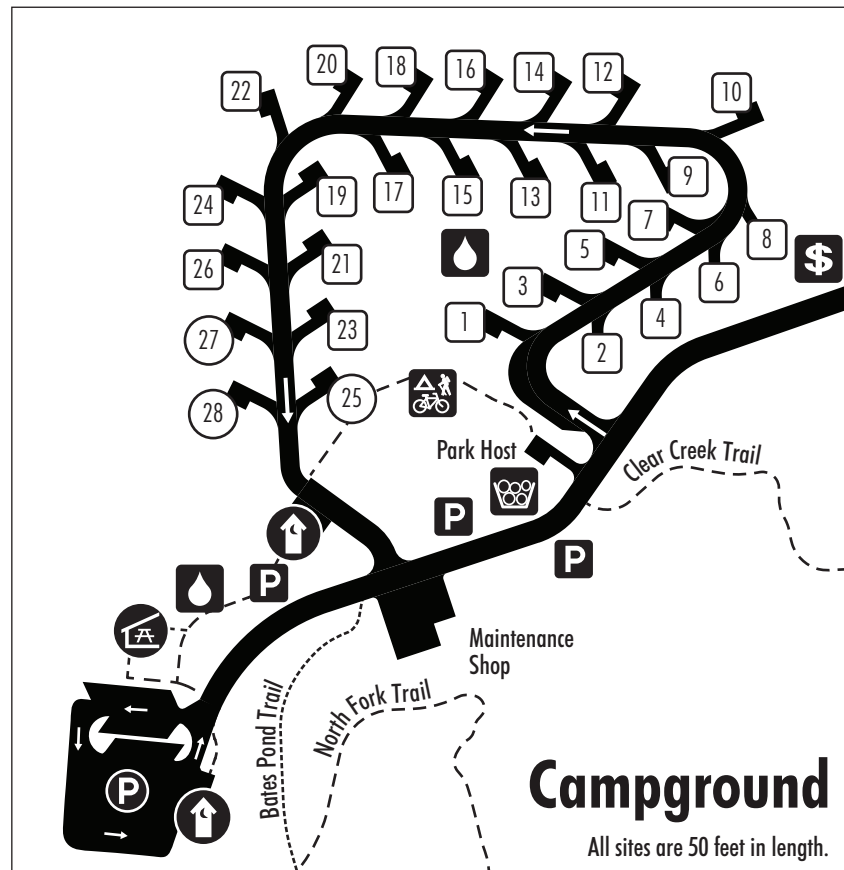 20
18
16
14
12
22
10
17
15
13
11
9
24
19
7
8
5
26
21
6
3
4
$
1
27
23
2
28
25
Park Host
Clear Creek Trail
P
P
P
Maintenance
Shop
Bates Pond Trail
North Fork Trail
P
Campground
All sites are 50 feet in length.